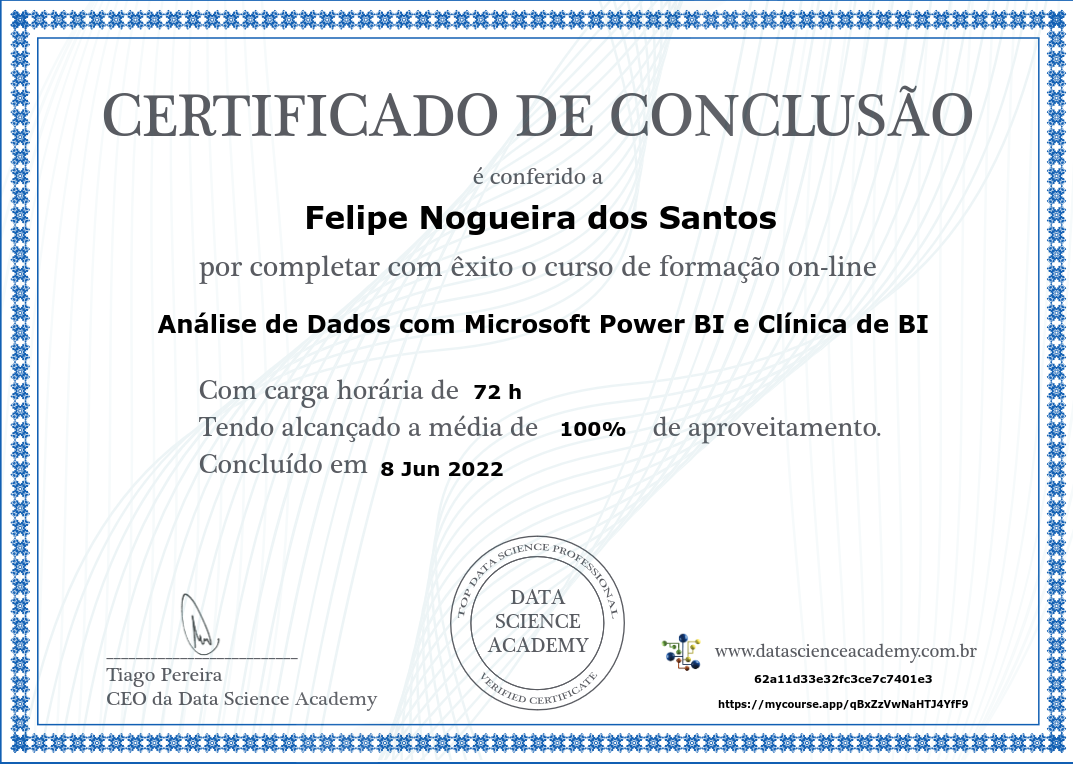 CERTIFICADO DE CONCLUSÃO
é conferido a
Felipe Nogueira dos Santos
por completar com êxito o curso de formação on-line
Análise de Dados com Microsoft Power BI e Clínica de BI
Com carga horária de 72 h
Tendo alcançado a média de 100% de aproveitamento.
Concluído em 8 Jun 2022
TOP DATA SCIENCE PROFESSIONAL
DATA
SCIENCE
ACADEMY
VERIFIED CERTIFICATE
Tiago Pereira
CEO da Data Science Academy
www.datascienceacademy.com.br
62a11d33e32fc3ce7c7401e3
https://mycourse.app/qBxZzVwNaHTJ4YfF9